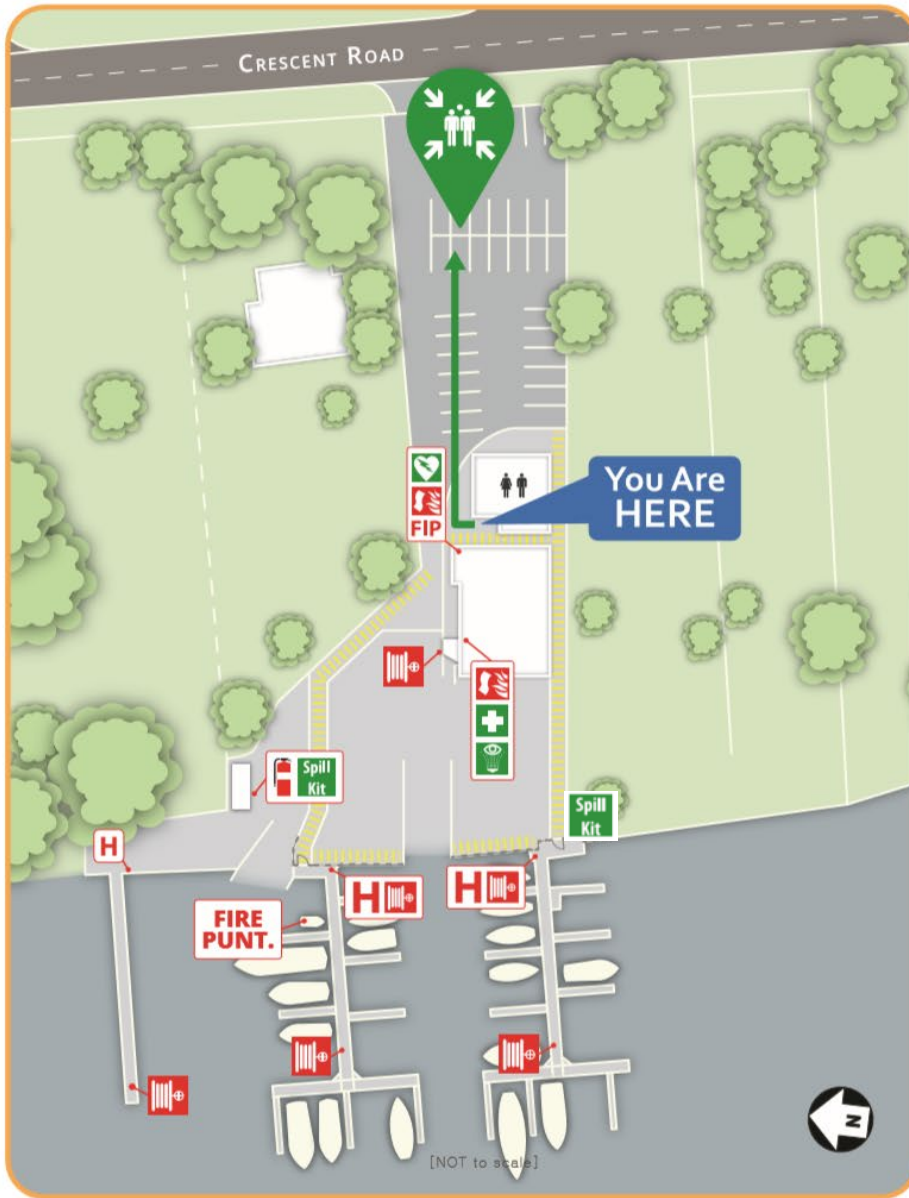 CRESCENT ROAD
You Are
HERE
FIP
Spill
Kit
Spill
Kit
H
H
H
FIRE
PUNT.
N
[NOT to scale]